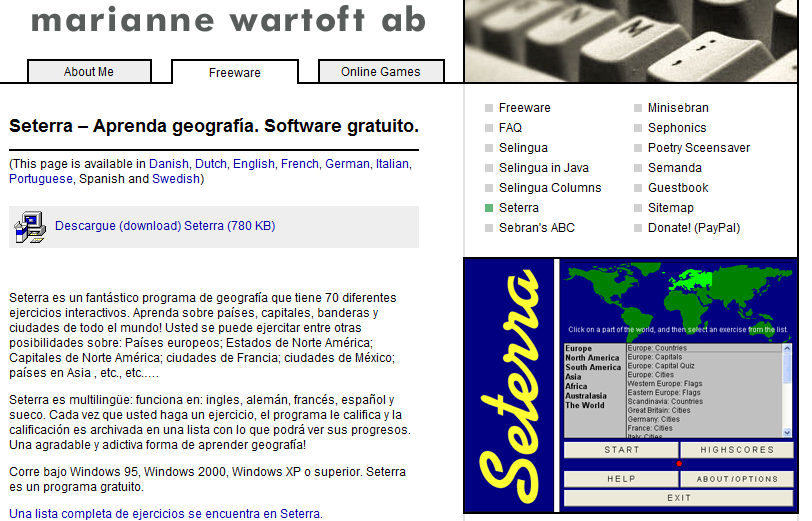 marianne wartoft ab
About Me
Freeware
Online Games
Seterra – Aprenda geografía. Software gratuito.
(This page is available in Danish, Dutch, English, French, German, Italian,
Portuguese, Spanish and Swedish)
Descargue (download) Seterra (780 KB)
Seterra es un fantástico programa de geografía que tiene 70 diferentes
ejercicios interactivos. Aprenda sobre países, capitales, banderas y
ciudades de todo el mundo! Usted se puede ejercitar entre otras
posibilidades sobre: Países europeos; Estados de Norte América;
Capitales de Norte América; ciudades de Francia; ciudades de México;
países en Asia , etc., etc.....
Seterra es multilingüe: funciona en: ingles, alemán, francés, español y
sueco. Cada vez que usted haga un ejercicio, el programa le califica y la
calificación es archivada en una lista con lo que podrá ver sus progresos.
Una agradable y adictiva forma de aprender geografía!
Corre bajo Windows 95, Windows 2000, Windows XP o superior. Seterra
es un programa gratuito.
Una lista completa de ejercicios se encuentra en Seterra.
N
M
Freeware
FAQ
Selingua
Selingua in Java
Selingua Columns
Seterra
Sebran's ABC
Minisebran
Sephonics
Poetry Sceensaver
Semanda
Guestbook
Sitemap
Donate! (PayPal)
Seterra
Click on a part of the world, and then select an exercise from the list.
Europe
North America
South America
Asia
Africa
Australasia
The World
Europe: Countries
Europe: Capitals
Europe: Capital Quiz
Europe: Cities
Western Europe: Flags
Eastern Europe: Flags
Scandinavia: Countries
Great Britain: Cities
Germany: Cities
France: Cities
Italy: Cities
START
HIGHSCORES
HELP
ABOUT/OPTIONS
EXIT